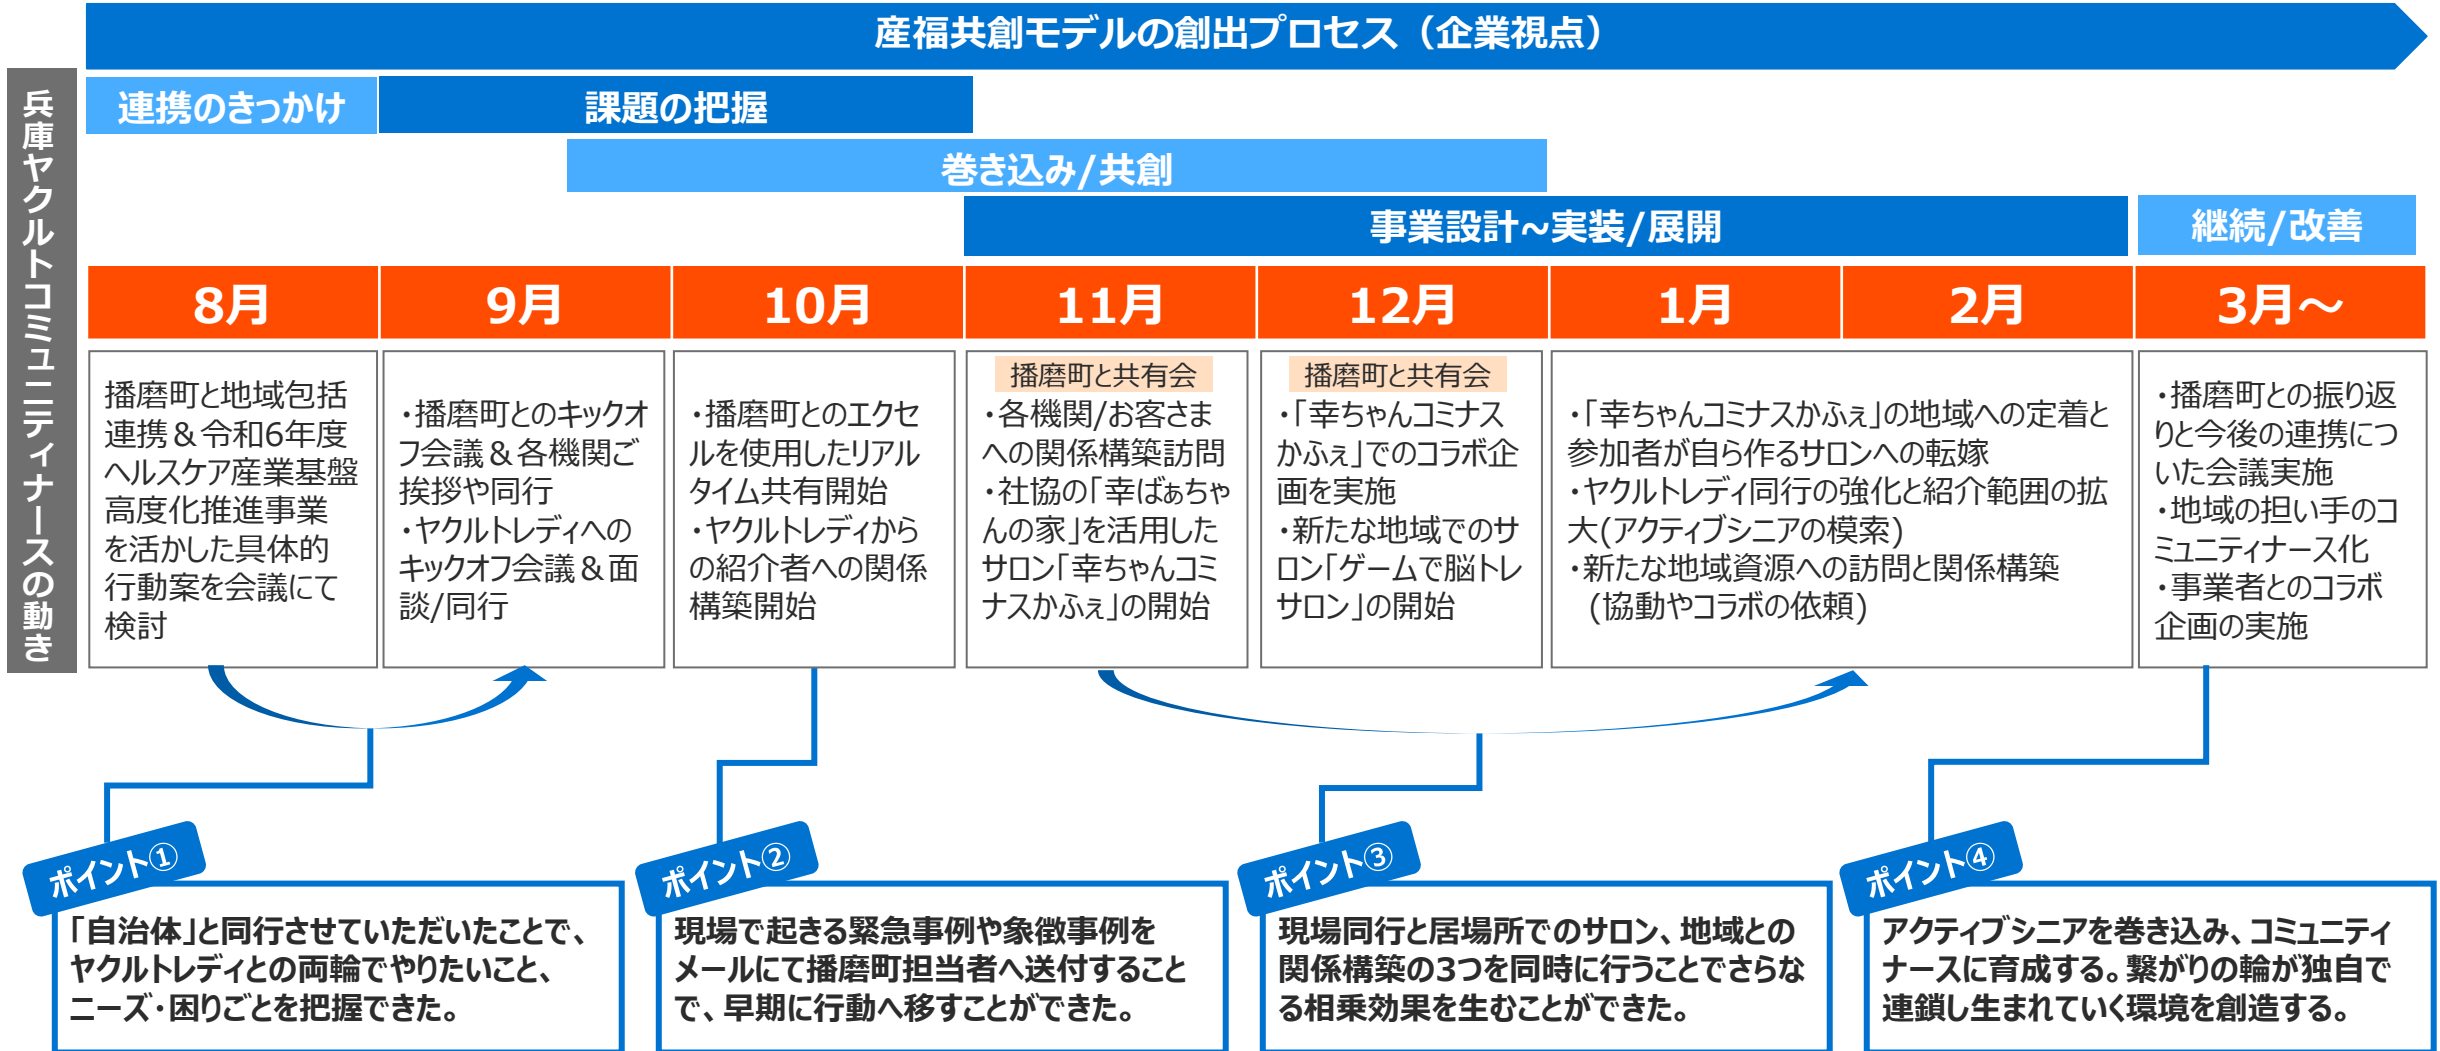 産福共創モデルの創出プロセス（企業視点）
兵庫ヤクルトコミュニティナースの動き
連携のきっかけ
課題の把握
巻き込み/共創
事業設計~実装/展開
継続/改善
8月
9月
10月
11月
12月
1月
2月
3月～
播磨町と地域包括
連携＆令和6年度
ヘルスケア産業基盤
高度化推進事業
を活かした具体的
行動案を会議にて
検討
・播磨町とのキックオ
フ会議＆各機関ご
挨拶や同行
・ヤクルトレディへの
キックオフ会議＆面
談/同行
・播磨町とのエクセ
ルを使用したリアル
タイム共有開始
・ヤクルトレディから
の紹介者への関係
構築開始
播磨町と共有会
・各機関/お客さま
への関係構築訪問
・社協の「幸ばぁちゃ
んの家」を活用した
サロン「幸ちゃんコミ
ナスかふぇ」の開始
播磨町と共有会
・「幸ちゃんコミナス
かふぇ」でのコラボ企
画を実施
・新たな地域でのサ
ロン「ゲームで脳トレ
サロン」の開始
・「幸ちゃんコミナスかふぇ」の地域への定着と
参加者が自ら作るサロンへの転嫁
・ヤクルトレディ同行の強化と紹介範囲の拡
大(アクティブシニアの模索)
・新たな地域資源への訪問と関係構築
(協動やコラボの依頼)
・播磨町との振り返
りと今後の連携につ
いた会議実施
・地域の担い手のコ
ミュニティナース化
・事業者とのコラボ
企画の実施
ポイント①
「自治体」と同行させていただいたことで、
ヤクルトレディとの両輪でやりたいこと、
ニーズ・困りごとを把握できた。
ポイント②
現場で起きる緊急事例や象徴事例を
メールにて播磨町担当者へ送付すること
で、早期に行動へ移すことができた。
ポイント③
現場同行と居場所でのサロン、地域との
関係構築の3つを同時に行うことでさらな
る相乗効果を生むことができた。
ポイント④
アクティブシニアを巻き込み、コミュニティ
ナースに育成する。繋がりの輪が独自で
連鎖し生まれていく環境を創造する。